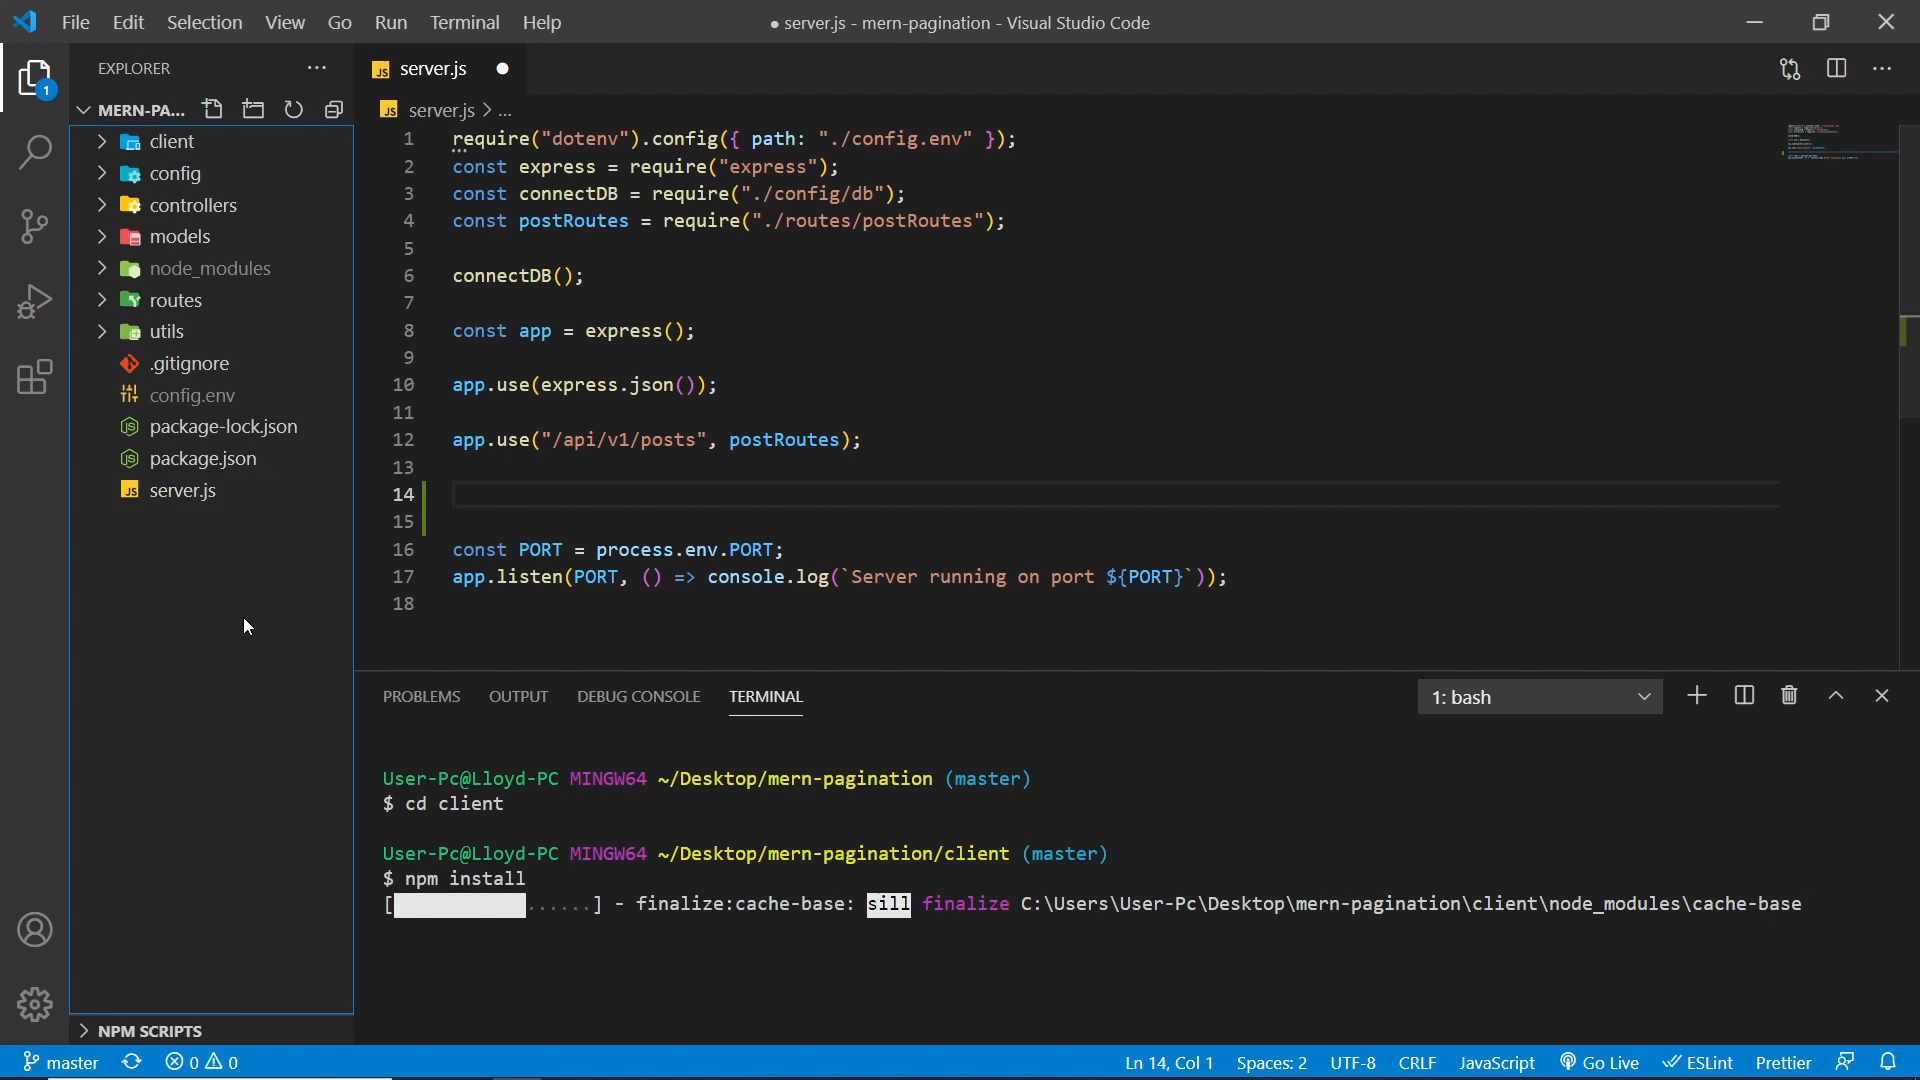 File Edit Selection View Go Run Terminal Help
● server.js - mern-pagination - Visual Studio Code
EXPLORER
1
MERN-PA...
client
config
controllers
models
node_modules
routes
utils
.gitignore
config.env
package-lock.json
package.json
JS server.js
NPM SCRIPTS
JS server.js
JS server.js > ...
1 require("dotenv").config({ path: "./config.env" });
2 const express = require("express");
3 const connectDB = require("./config/db");
4 const postRoutes = require("./routes/postRoutes");
5
6 connectDB();
7
8 const app = express();
9
10 app.use(express.json());
11
12 app.use("/api/v1/posts", postRoutes);
13
14
15
16 const PORT = process.env.PORT;
17 app.listen(PORT, () => console.log(`Server running on port ${PORT}`));
18
PROBLEMS OUTPUT DEBUG CONSOLE TERMINAL
1: bash
User-Pc@Lloyd-PC MINGW64 ~/Desktop/mern-pagination (master)
$ cd client
User-Pc@Lloyd-PC MINGW64 ~/Desktop/mern-pagination/client (master)
$ npm install
[ ......] - finalize:cache-base: sill finalize C:\Users\User-Pc\Desktop\mern-pagination\client\node_modules\cache-base
master 0 0 Ln 14, Col 1 Spaces: 2 UTF-8 CRLF JavaScript Go Live ESLint Prettier